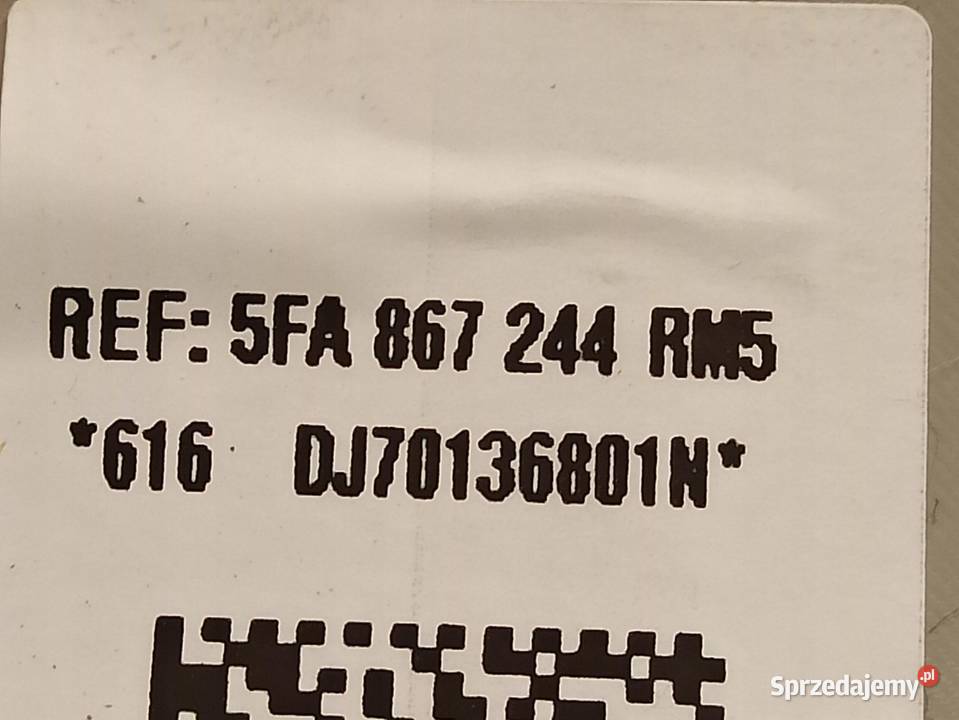 REF: 5FA 867 244 RM5
*616 DJ70136801N*
Sprzedajemy.pl